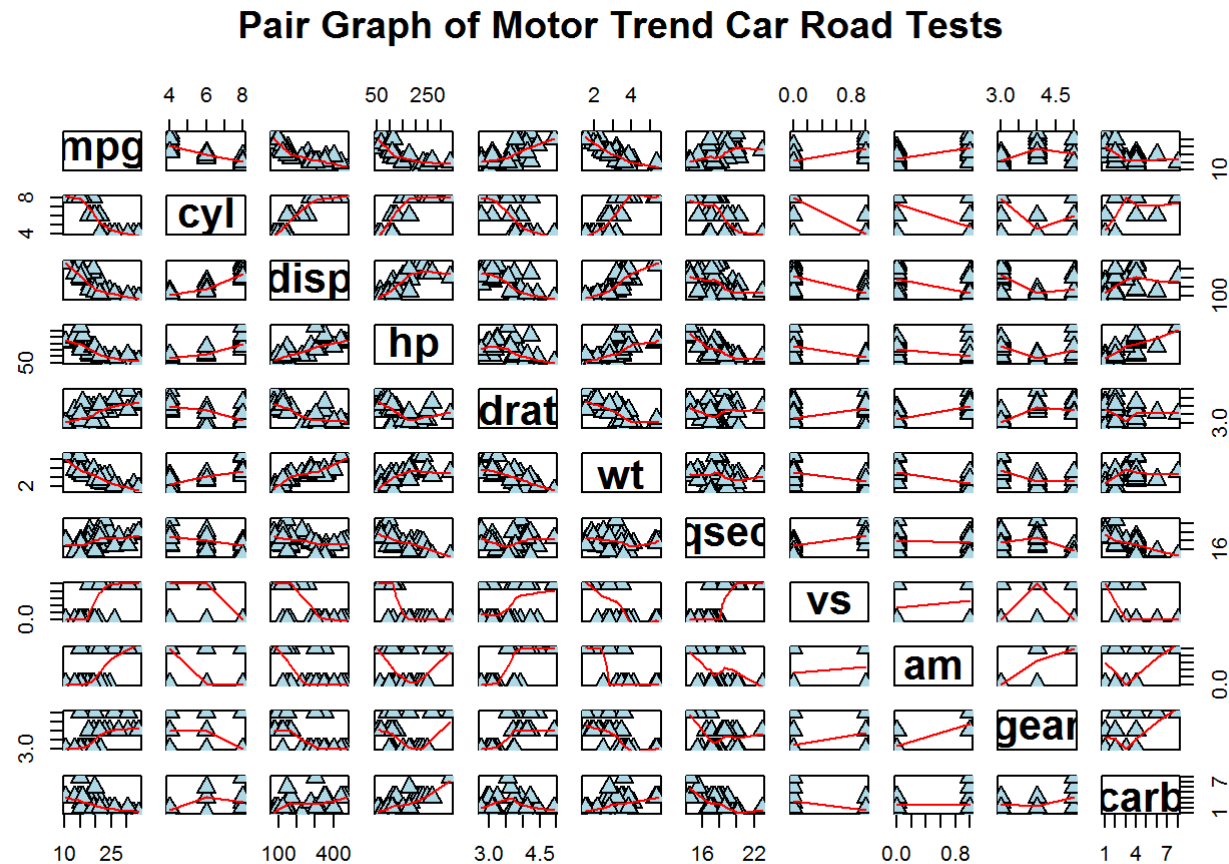 Pair Graph of Motor Trend Car Road Tests
4 6 8 50 250 2 4 0.0 0.8 3.0 4.5
mpg 10
8 4 cyl
disp 100
50 hp
drat 3.0
2 wt
qsec 16
0.0 vs
am 0.0
3.0 gear
carb 7 1
10 25 100 400 3.0 4.5 16 22 0.0 0.8 1 4 7